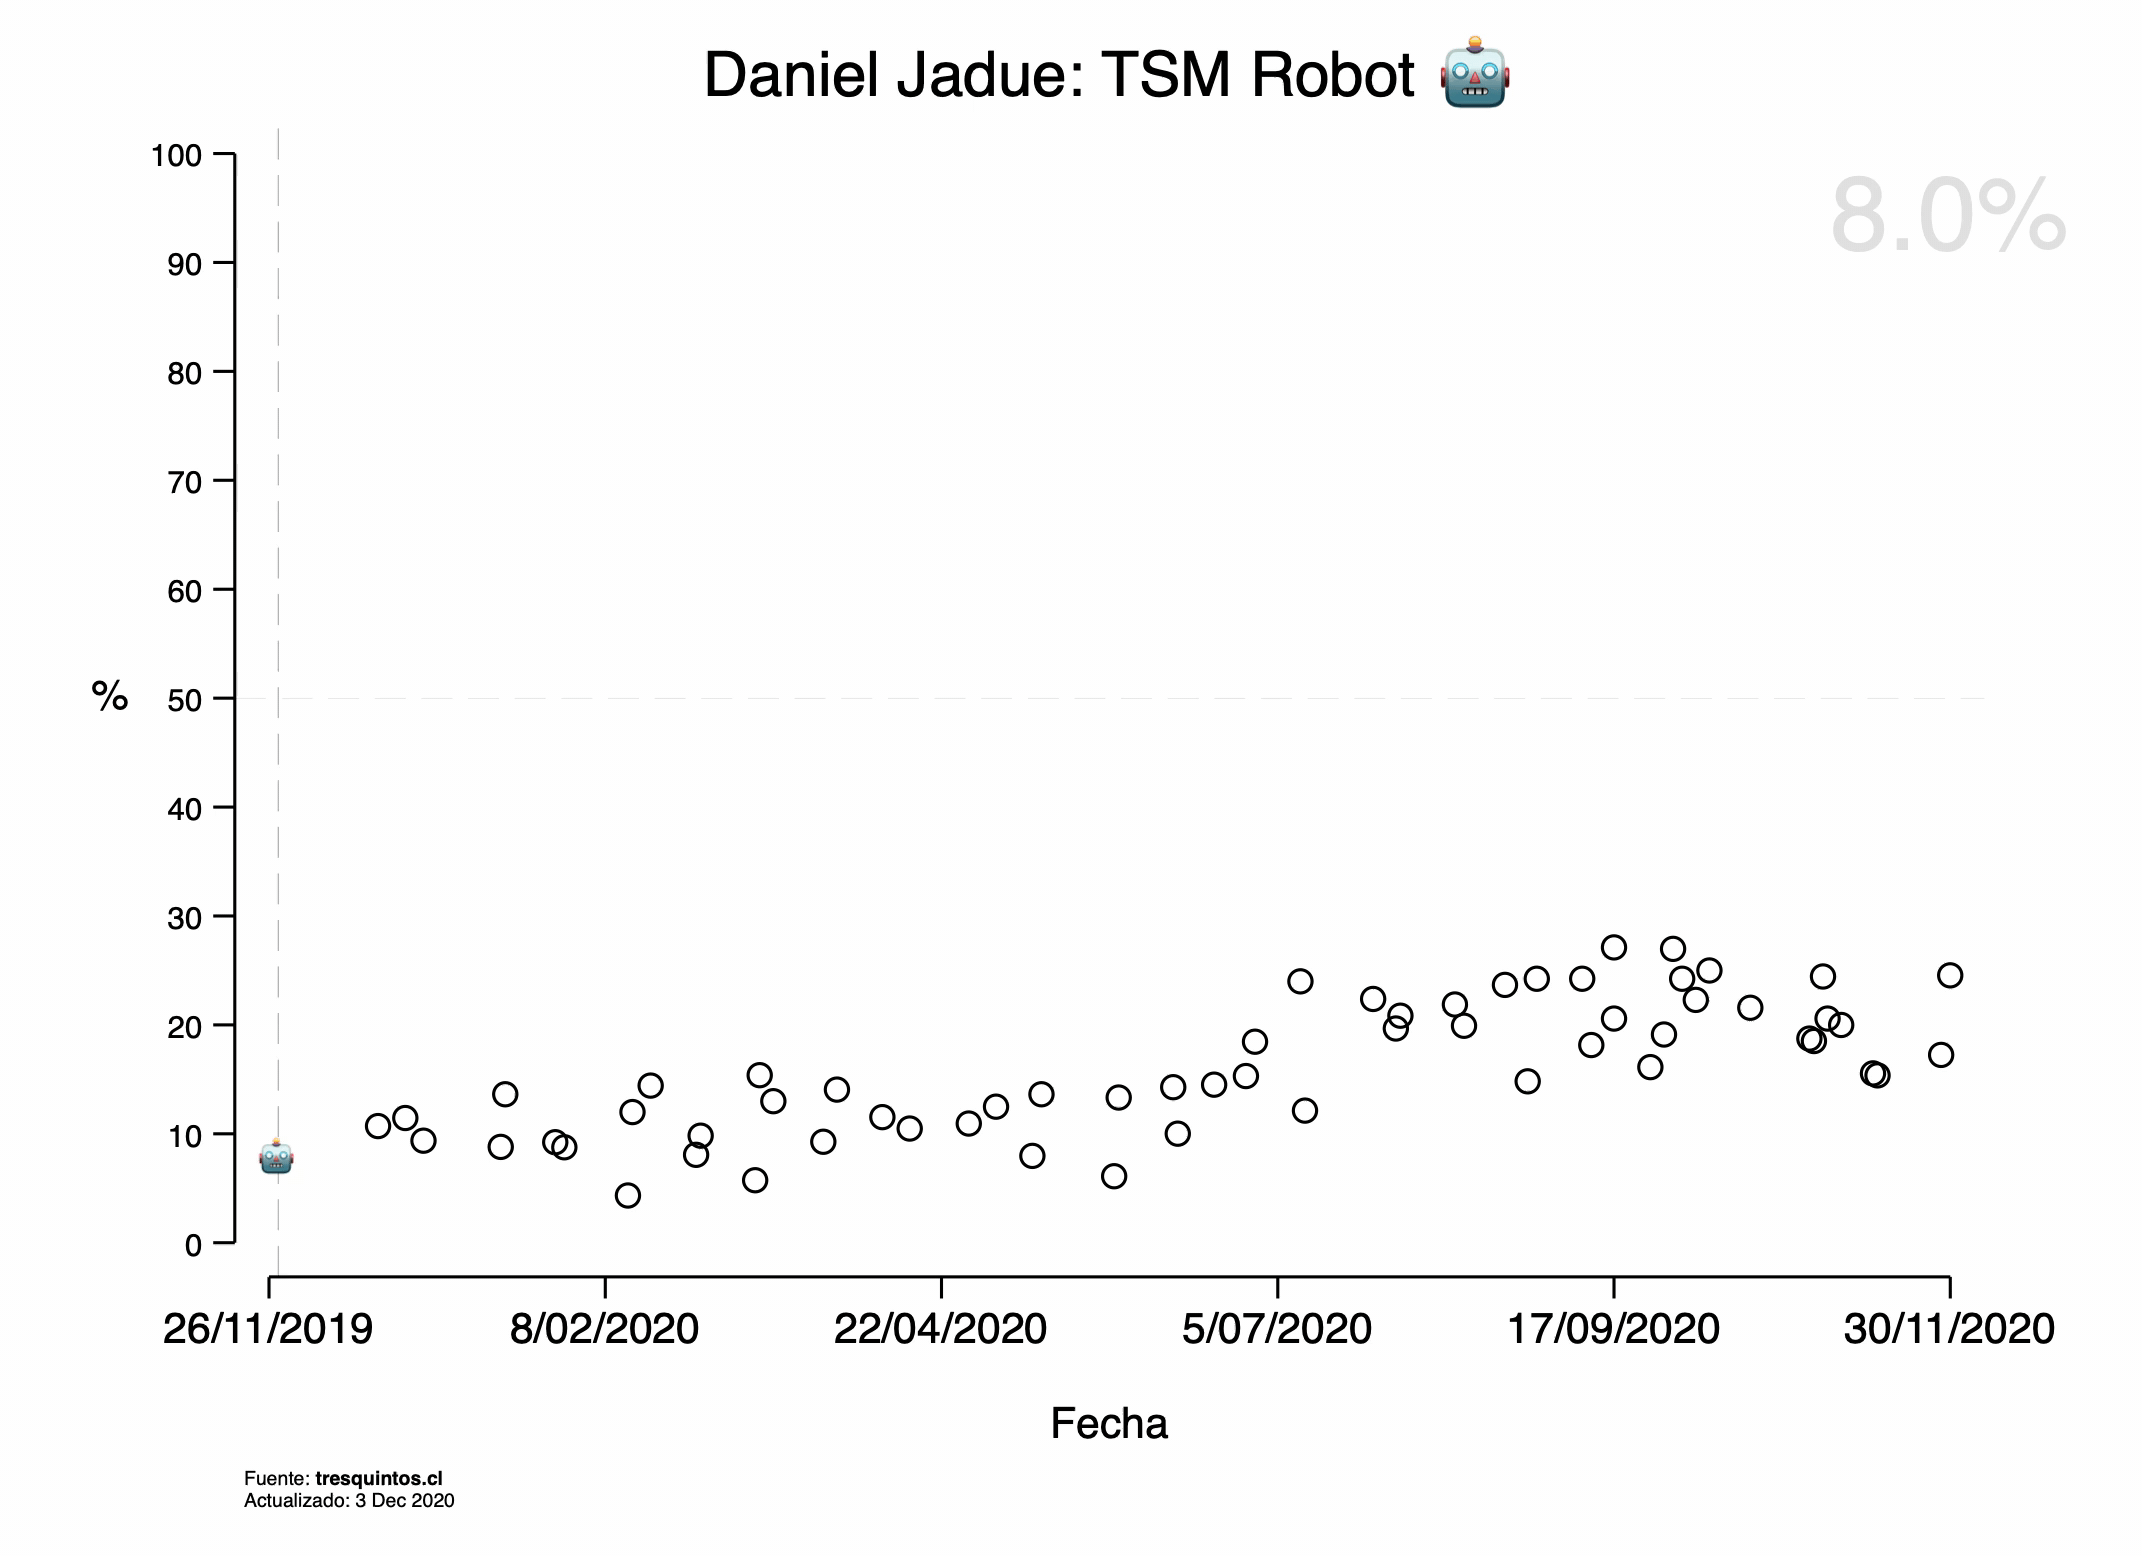 Daniel Jadue: TSM Robot 🤖
8.0%
100
90
80
70
60
50
40
30
20
10
0
%
26/11/2019 8/02/2020 22/04/2020 5/07/2020 17/09/2020 30/11/2020
Fecha
Fuente: tresquintos.cl
Actualizado: 3 Dec 2020